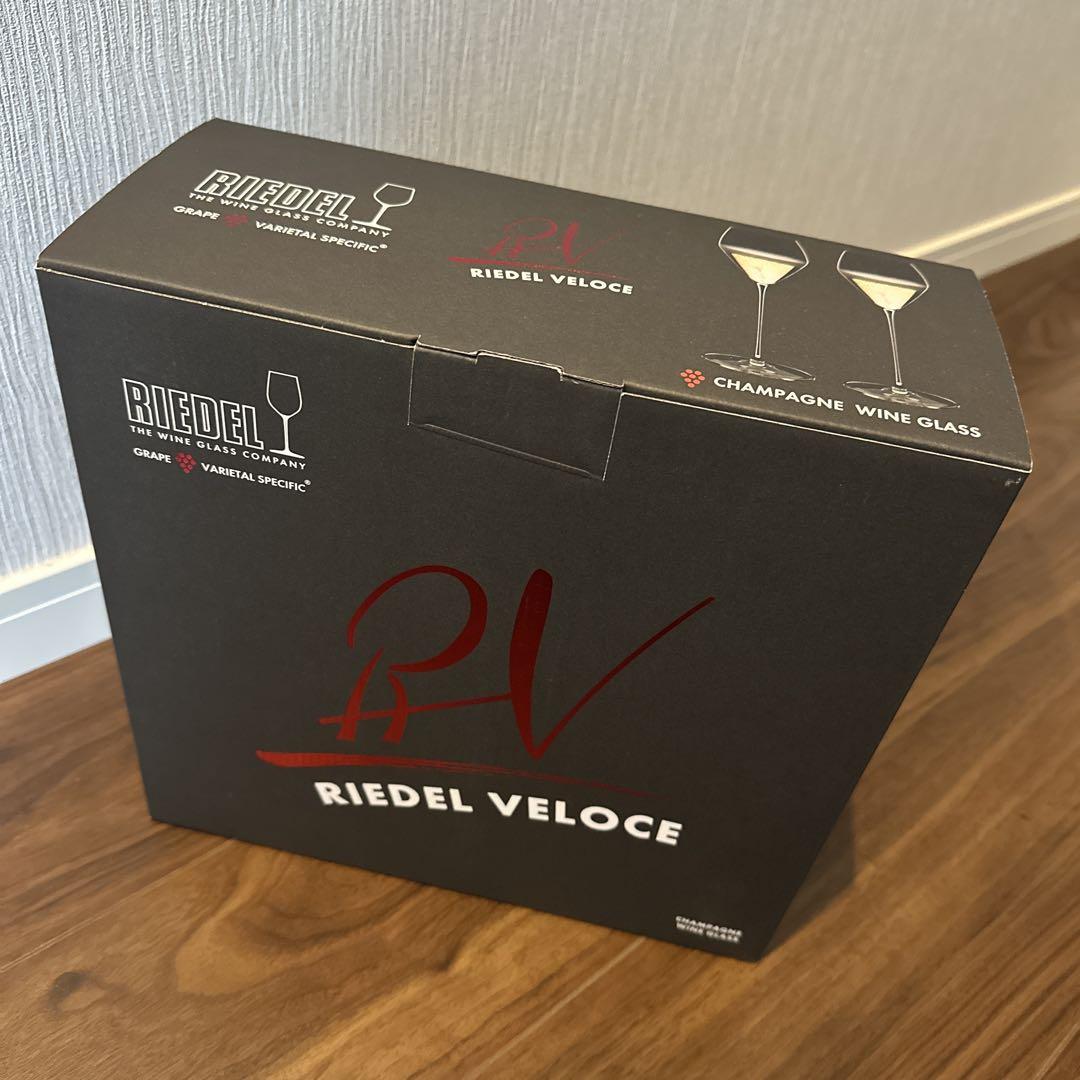 RIEDEL
THE WINE GLASS COMPANY
GRAPE VARIETAL SPECIFIC®
RV
RIEDEL VELOCE
CHAMPAGNE WINE GLASS
RIEDEL
THE WINE GLASS COMPANY
GRAPE VARIETAL SPECIFIC®
RV
RIEDEL VELOCE
CHAMPAGNE
WINE GLASS